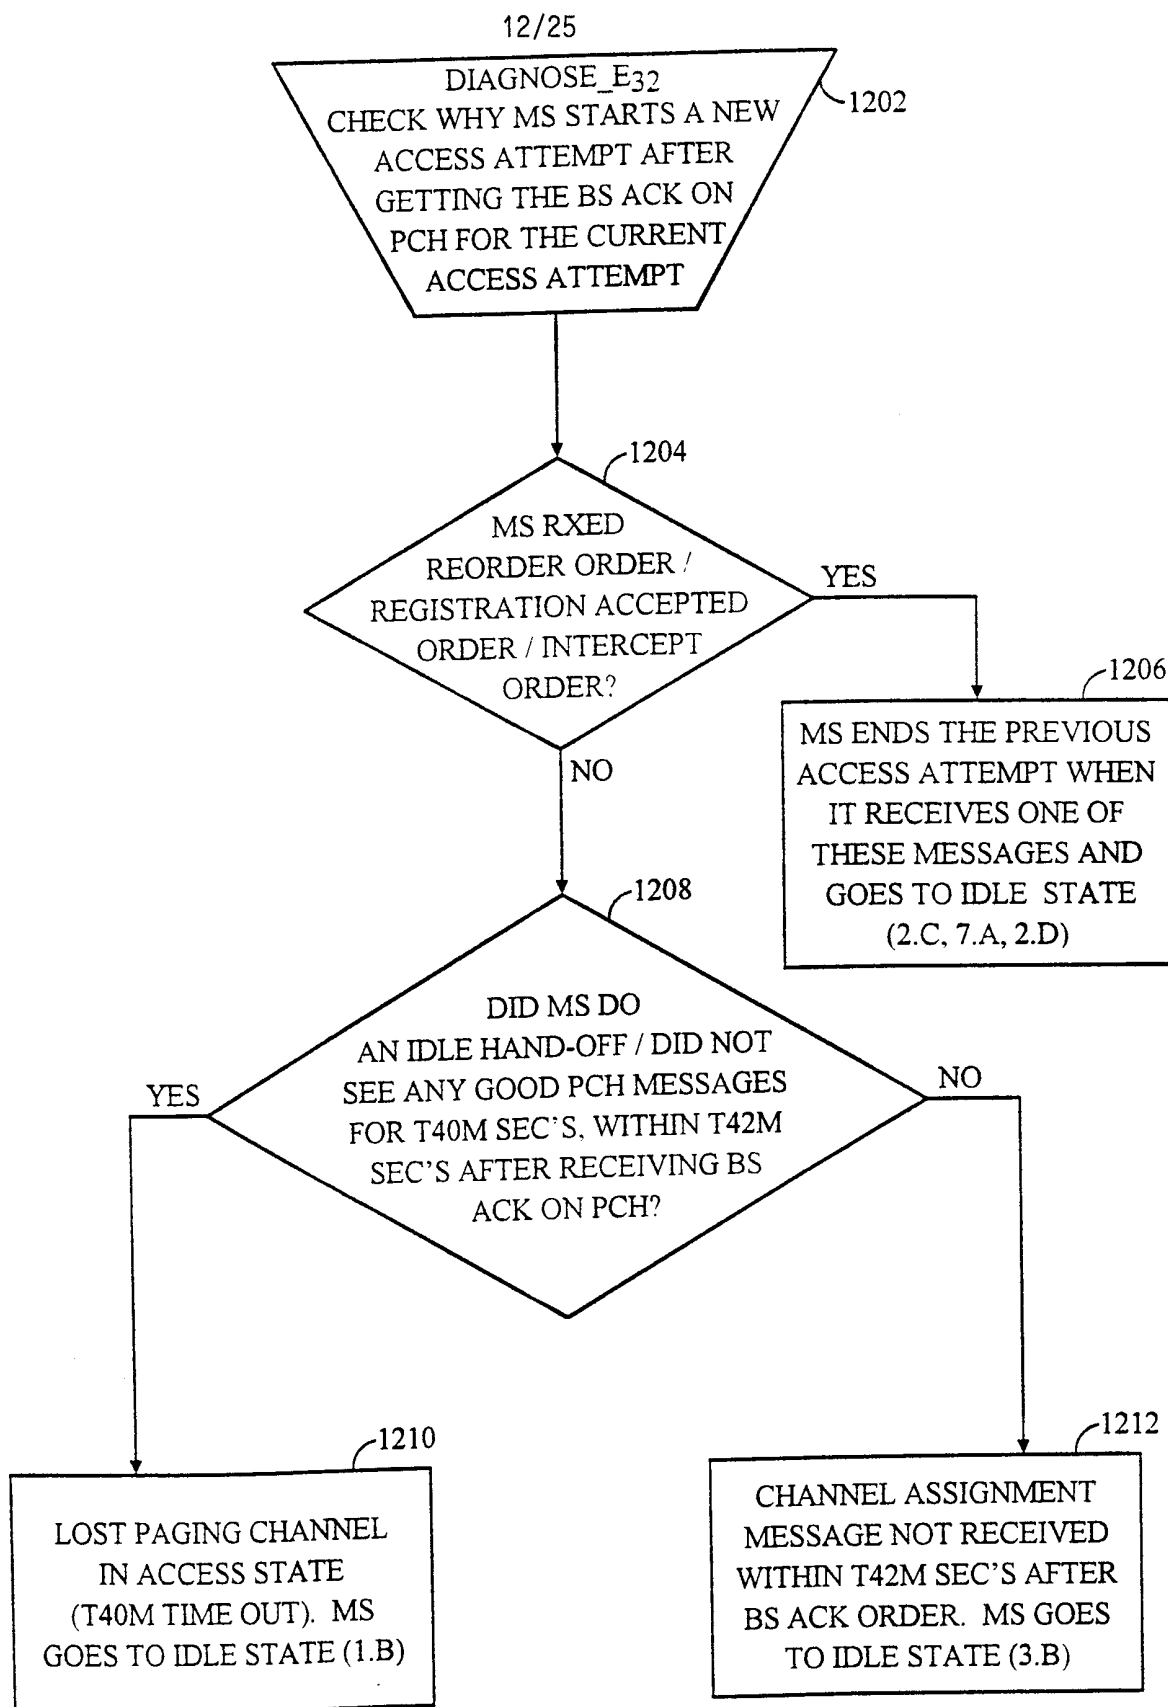 12/25
DIAGNOSE_E32
CHECK WHY MS STARTS A NEW
ACCESS ATTEMPT AFTER
GETTING THE BS ACK ON
PCH FOR THE CURRENT
ACCESS ATTEMPT
1202
1204
MS RXED
REORDER ORDER /
REGISTRATION ACCEPTED
ORDER / INTERCEPT
ORDER?
YES
NO
1206
MS ENDS THE PREVIOUS
ACCESS ATTEMPT WHEN
IT RECEIVES ONE OF
THESE MESSAGES AND
GOES TO IDLE STATE
(2.C, 7.A, 2.D)
1208
DID MS DO
AN IDLE HAND-OFF / DID NOT
SEE ANY GOOD PCH MESSAGES
FOR T40M SEC'S, WITHIN T42M
SEC'S AFTER RECEIVING BS
ACK ON PCH?
YES
NO
1210
LOST PAGING CHANNEL
IN ACCESS STATE
(T40M TIME OUT). MS
GOES TO IDLE STATE (1.B)
1212
CHANNEL ASSIGNMENT
MESSAGE NOT RECEIVED
WITHIN T42M SEC'S AFTER
BS ACK ORDER. MS GOES
TO IDLE STATE (3.B)